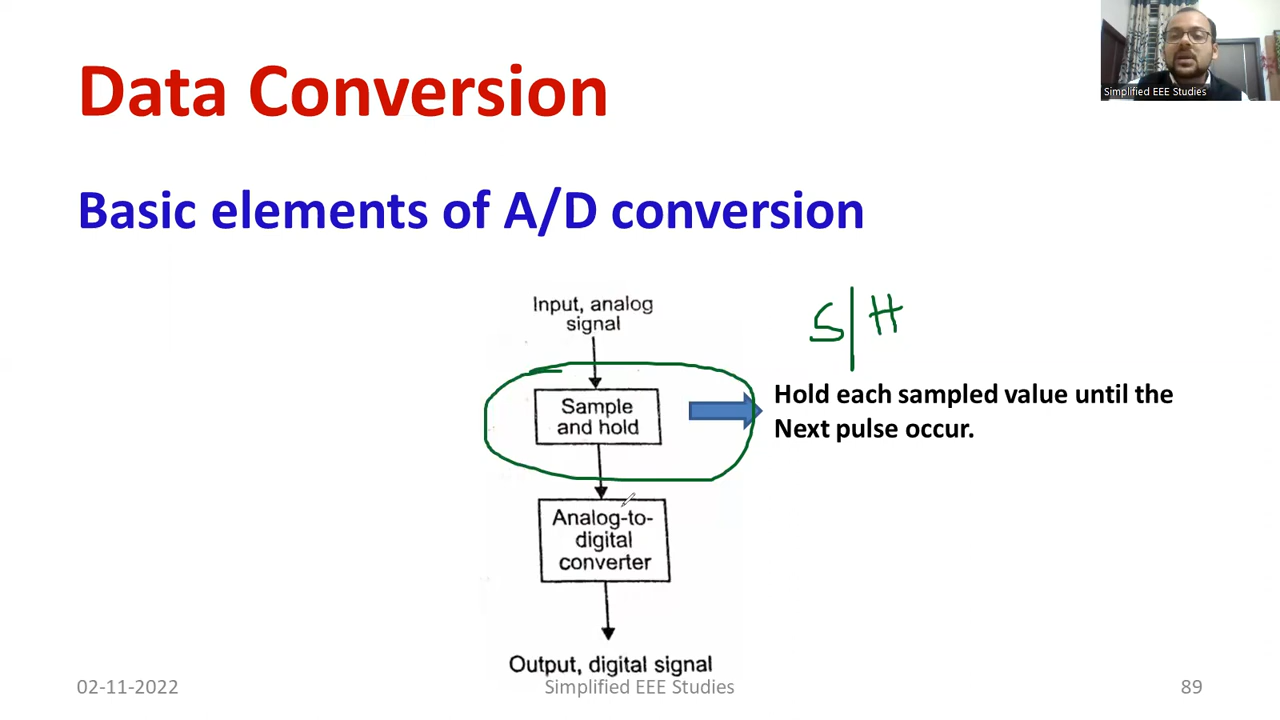 Data Conversion
Simplified EEE Studies
Basic elements of A/D conversion
Input, analog
signal
S|H
Sample
and hold
Hold each sampled value until the
Next pulse occur.
Analog-to-
digital
converter
Output, digital signal
02-11-2022
Simplified EEE Studies
89